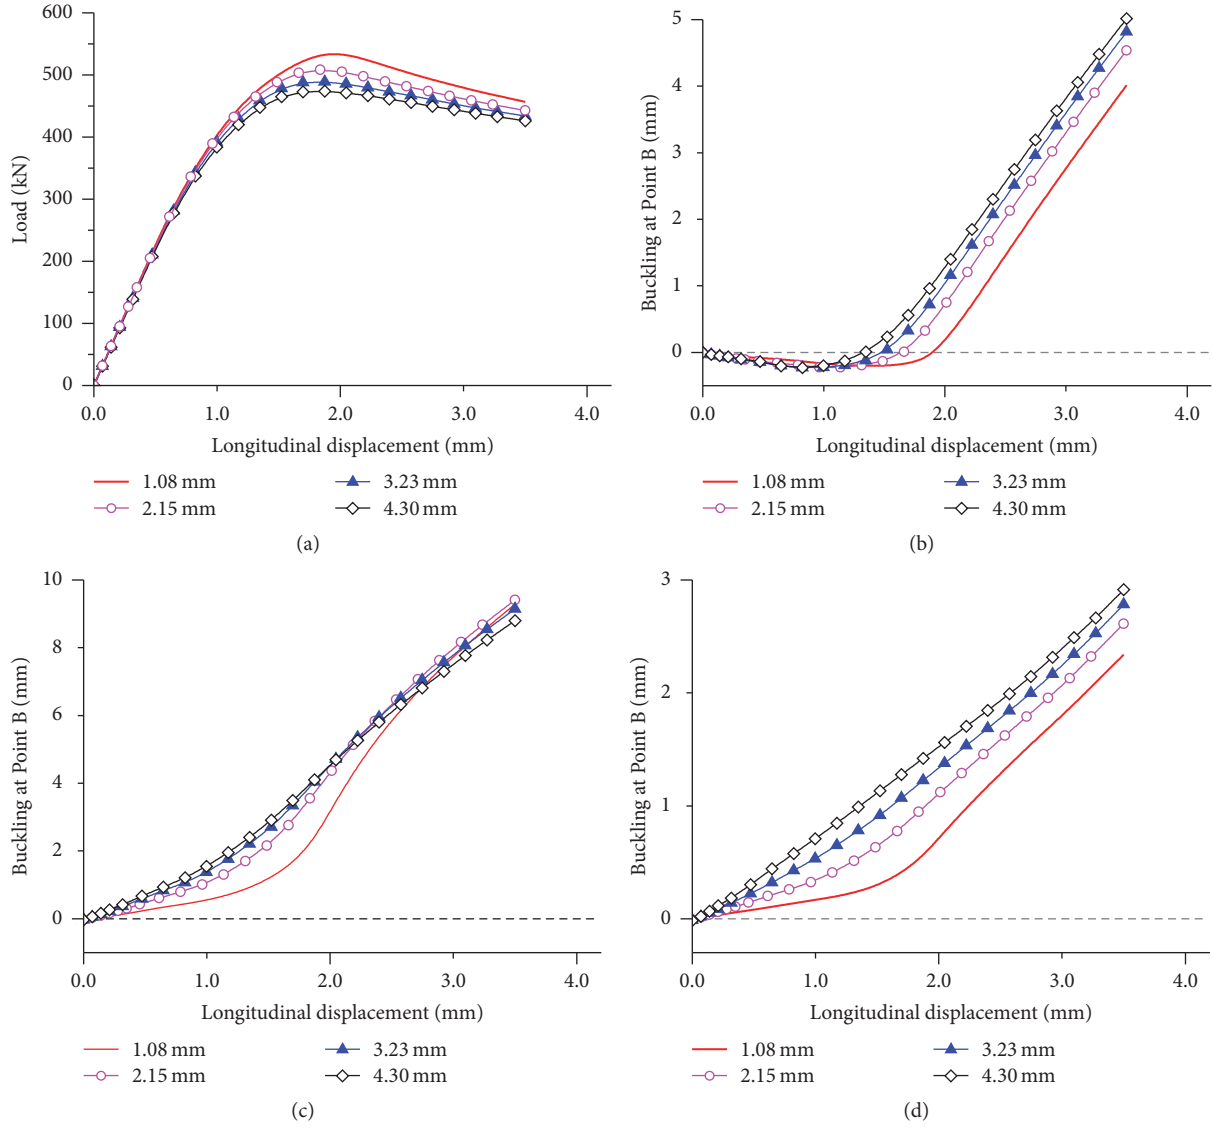 600
500
400
300
200
100
0
Load (kN)
0.0
1.0
2.0
3.0
4.0
Longitudinal displacement (mm)
1.08 mm
3.23 mm
2.15 mm
4.30 mm
(a)
5
4
3
2
1
0
Buckling at Point B (mm)
0.0
1.0
2.0
3.0
4.0
Longitudinal displacement (mm)
1.08 mm
3.23 mm
2.15 mm
4.30 mm
(b)
10
8
6
4
2
0
Buckling at Point B (mm)
0.0
1.0
2.0
3.0
4.0
Longitudinal displacement (mm)
1.08 mm
3.23 mm
2.15 mm
4.30 mm
(c)
3
2
1
0
Buckling at Point B (mm)
0.0
1.0
2.0
3.0
4.0
Longitudinal displacement (mm)
1.08 mm
3.23 mm
2.15 mm
4.30 mm
(d)